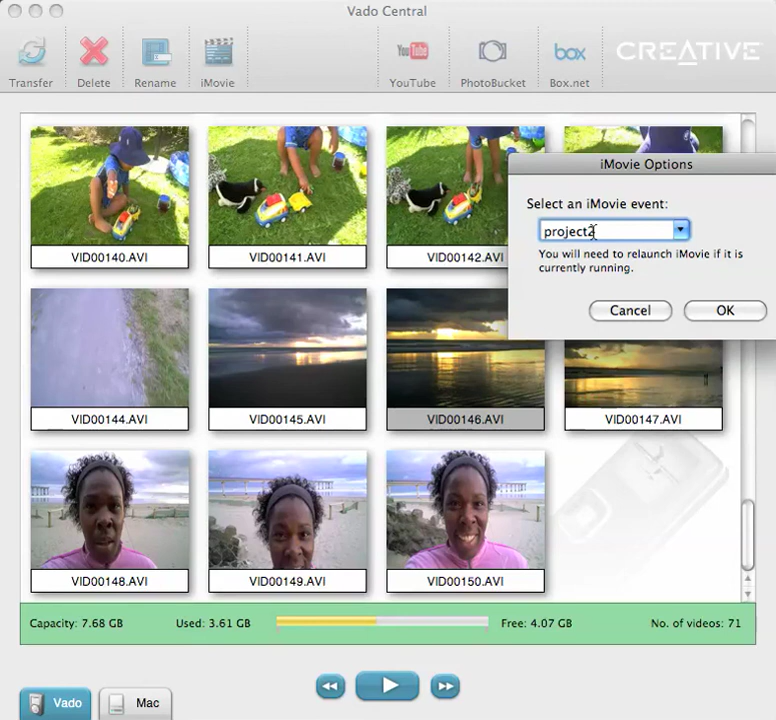 Vado Central
Transfer
Delete
Rename
iMovie
YouTube
PhotoBucket
Box.net
You Tube
box
CREATIVE
iMovie Options
Select an iMovie event:
project2
You will need to relaunch iMovie if it is
currently running.
Cancel
OK
VID00140.AVI
VID00141.AVI
VID00142.AVI
VID00144.AVI
VID00145.AVI
VID00146.AVI
VID00147.AVI
VID00148.AVI
VID00149.AVI
VID00150.AVI
Capacity: 7.68 GB
Used: 3.61 GB
Free: 4.07 GB
No. of videos: 71
Vado
Mac